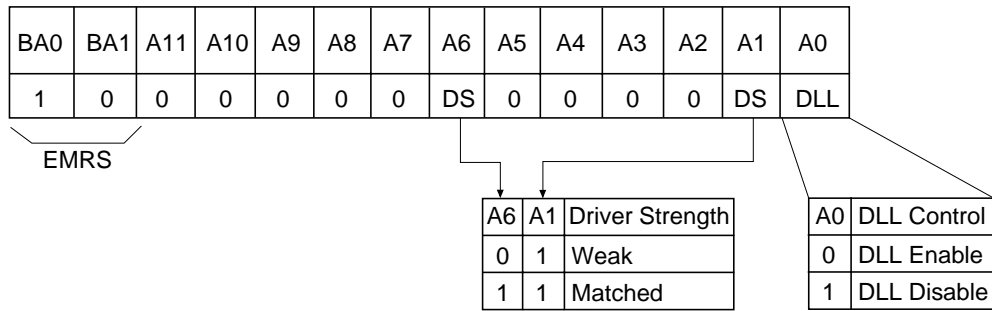 BA0 BA1 A11 A10 A9 A8 A7 A6 A5 A4 A3 A2 A1 A0
1 0 0 0 0 0 0 DS 0 0 0 0 DS DLL
EMRS
A6 A1 Driver Strength
0 1 Weak
1 1 Matched
A0 DLL Control
0 DLL Enable
1 DLL Disable